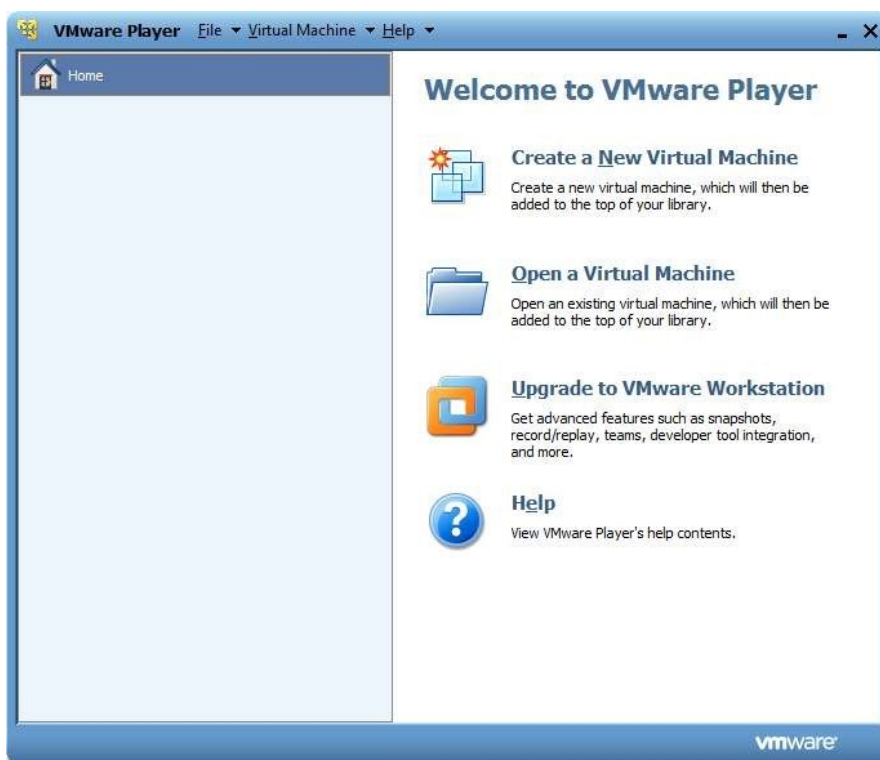 VMware Player File Virtual Machine Help
Home
Welcome to VMware Player
Create a New Virtual Machine
Create a new virtual machine, which will then be
added to the top of your library.
Open a Virtual Machine
Open an existing virtual machine, which will then be
added to the top of your library.
Upgrade to VMware Workstation
Get advanced features such as snapshots,
record/replay, teams, developer tool integration,
and more.
Help
View VMware Player's help contents.
vmware